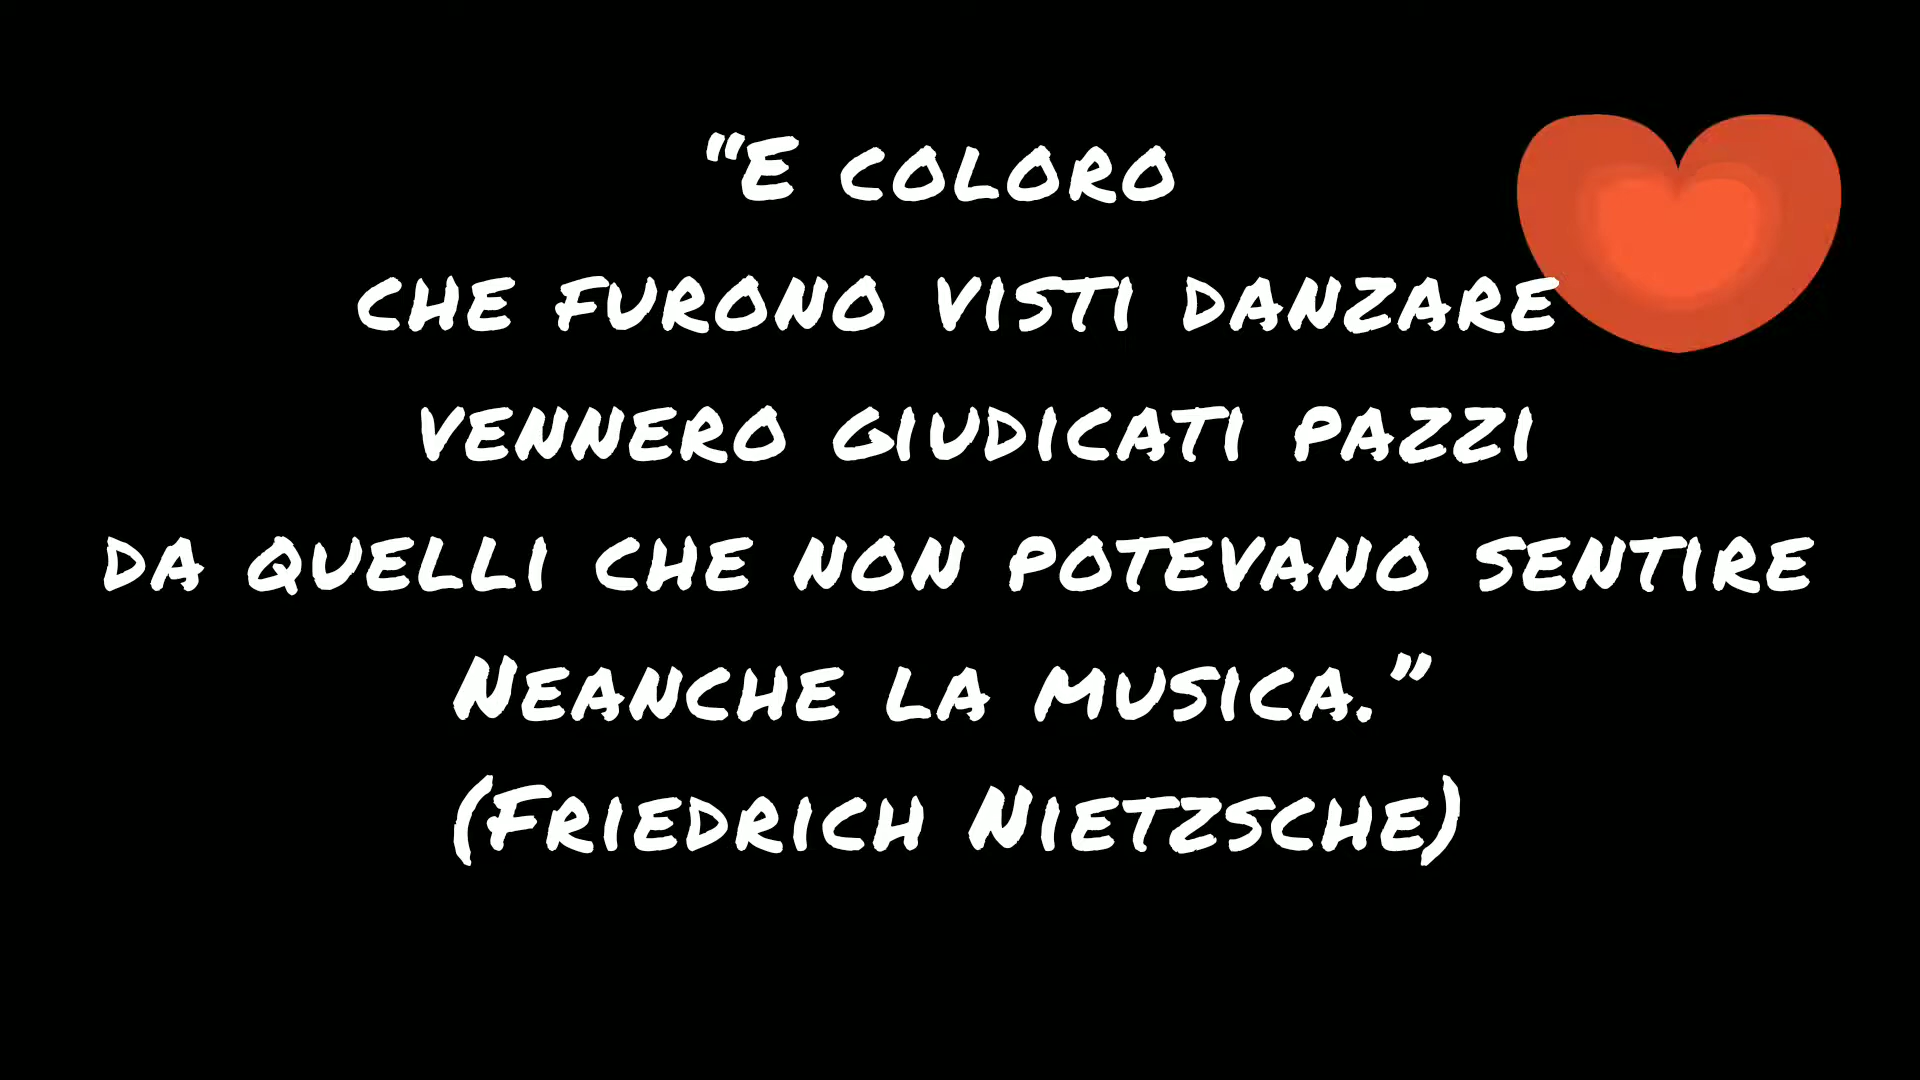 “E coloro
che furono visti danzare
vennero giudicati pazzi
da quelli che non potevano sentire
Neanche la musica.”
(Friedrich Nietzsche)